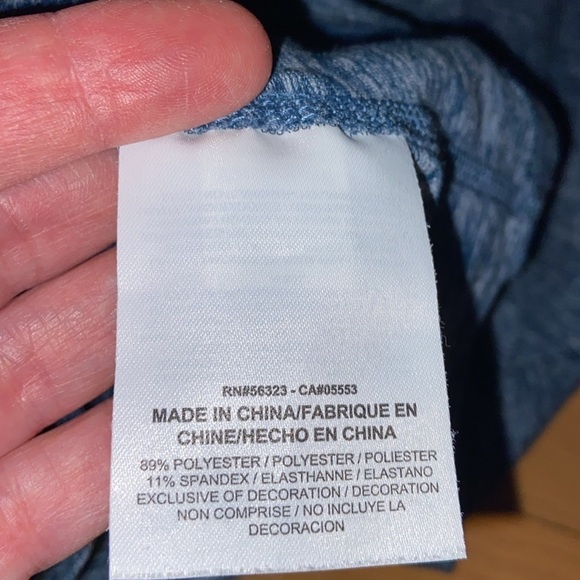 RN#56323 - CA#05553
MADE IN CHINA/FABRIQUE EN
CHINE/HECHO EN CHINA
89% POLYESTER / POLYESTER / POLIESTER
11% SPANDEX / ELASTHANNE / ELASTANO
EXCLUSIVE OF DECORATION / DECORATION
NON COMPRISE / NO INCLUYE LA
DECORACION